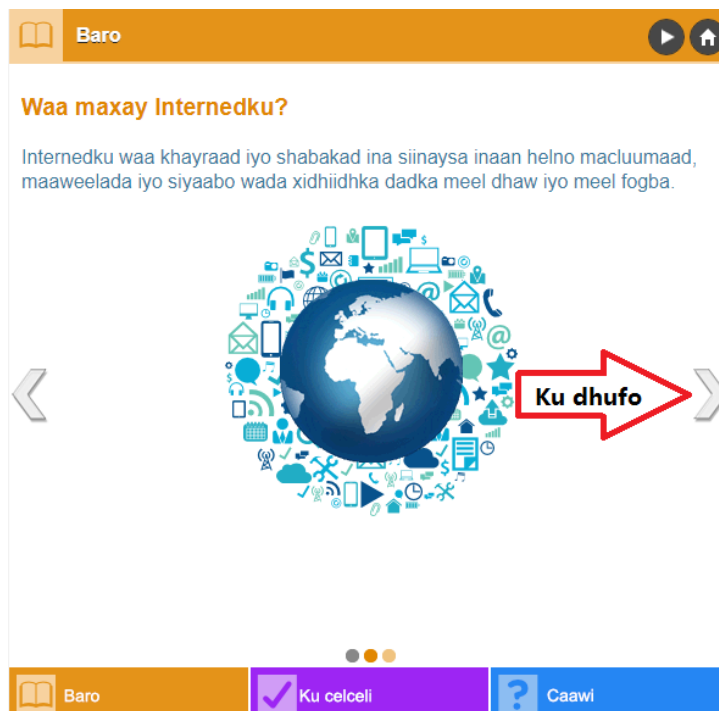 Baro
Waa maxay Internedku?
Internedku waa khayraad iyo shabakad ina siinaysa inaan helno macluumaad,
maaweelada iyo siyaabo wada xidhiidhka dadka meel dhaw iyo meel fogba.
Ku dhufo
Baro
Ku celceli
Caawi